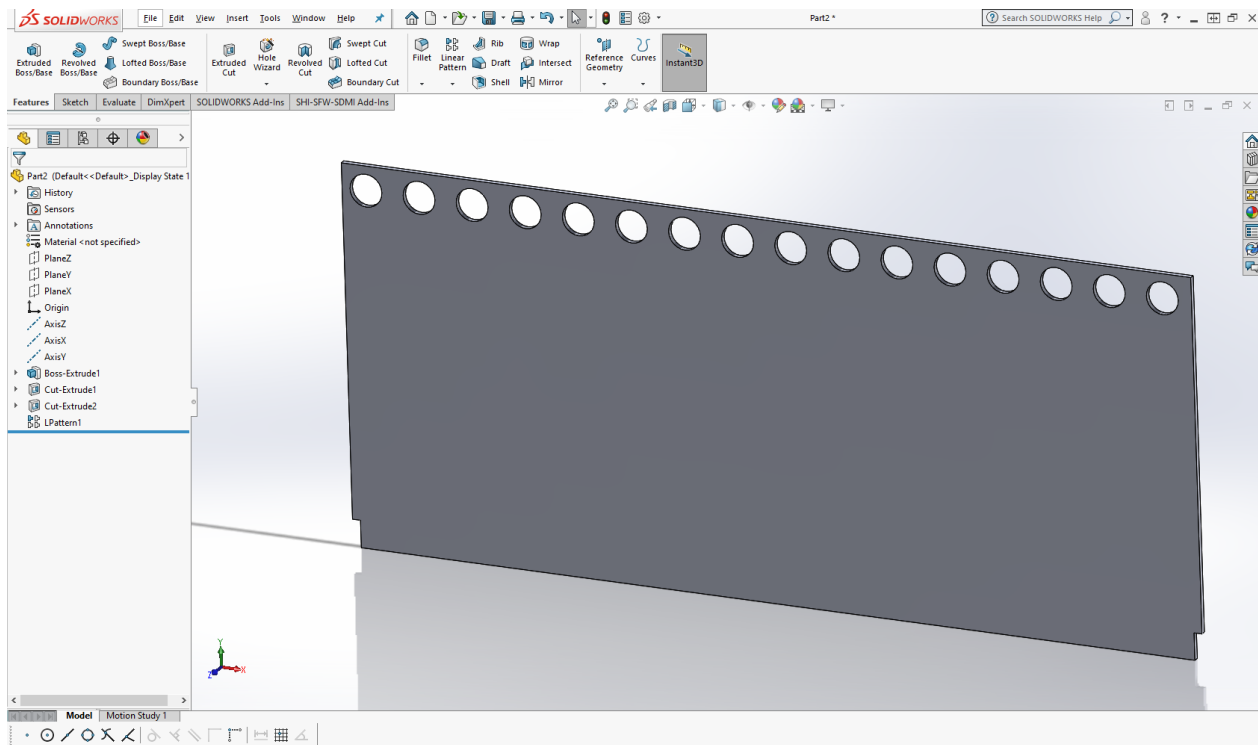 SOLIDWORKS File Edit View Insert Tools Window Help Part2 * Search SOLIDWORKS Help
Extruded Boss/Base
Revolved Boss/Base
Swept Boss/Base
Lofted Boss/Base
Boundary Boss/Base
Extruded Cut
Hole Wizard
Revolved Cut
Swept Cut
Lofted Cut
Boundary Cut
Fillet
Linear Pattern
Rib
Draft
Shell
Wrap
Intersect
Mirror
Reference Geometry
Curves
Instant3D
Features Sketch Evaluate DimXpert SOLIDWORKS Add-Ins SHI-SFW-SDMI Add-Ins
Part2 (Default<<Default>_Display State 1
History
Sensors
Annotations
Material <not specified>
PlaneZ
PlaneY
PlaneX
Origin
AxisZ
AxisX
AxisY
Boss-Extrude1
Cut-Extrude1
Cut-Extrude2
LPattern1
Y
X
Z
Model Motion Study 1